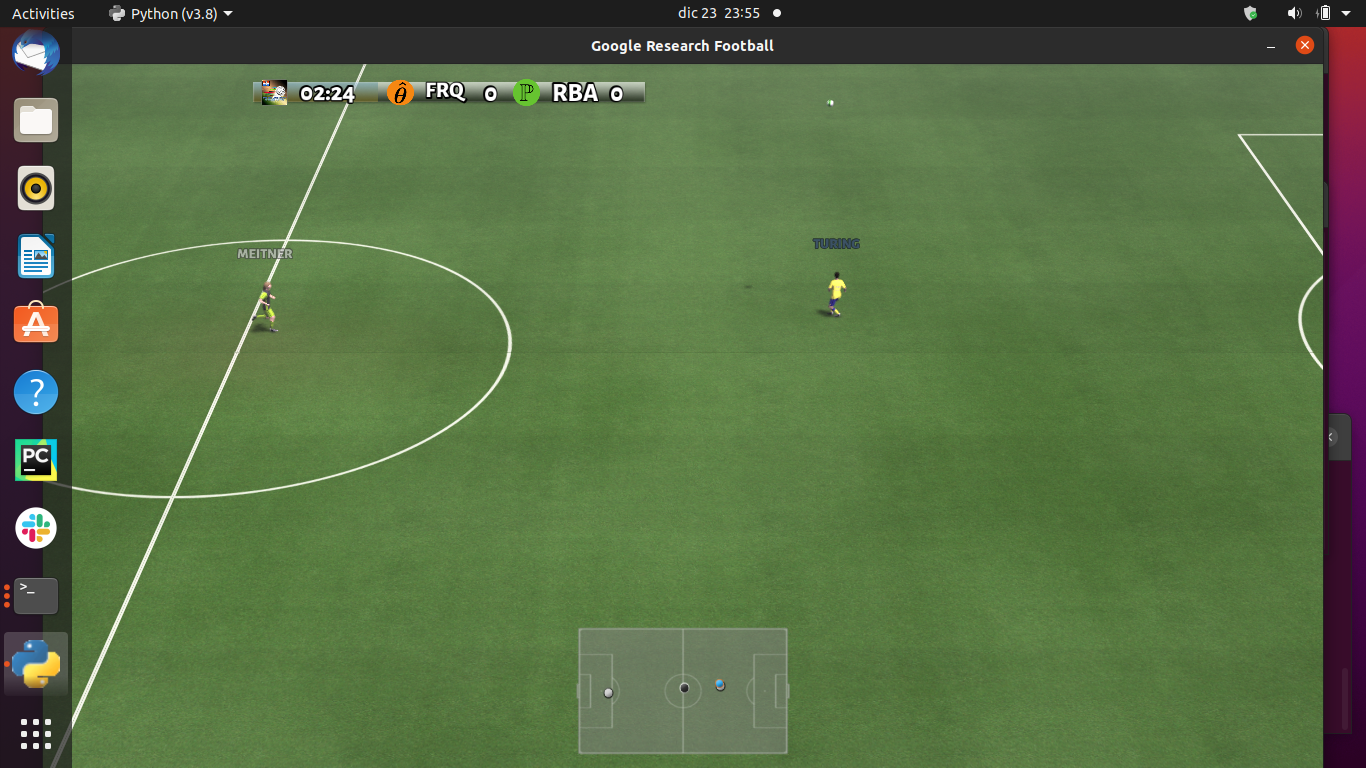 Activities Python (v3.8) dic 23 23:55
Google Research Football
02:24 θ̂ FRQ 0 ℙ RBA 0
MEITNER
TURING
?
PC
>_